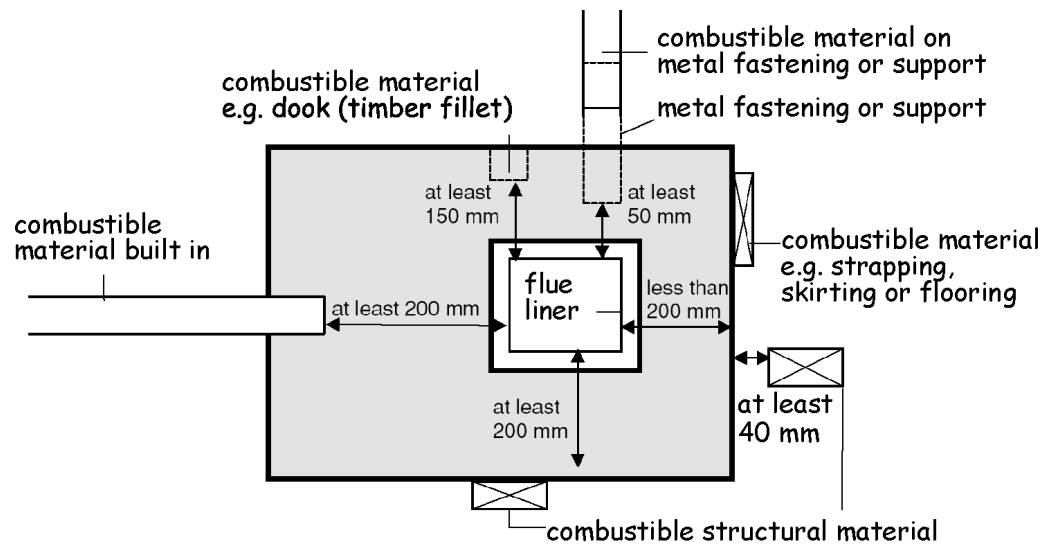 combustible material on
metal fastening or support
combustible material
e.g. dook (timber fillet)
metal fastening or support
at least
150 mm
at least
50 mm
combustible
material built in
combustible material
e.g. strapping,
skirting or flooring
flue
liner
at least 200 mm
less than
200 mm
at least
200 mm
at least
40 mm
combustible structural material